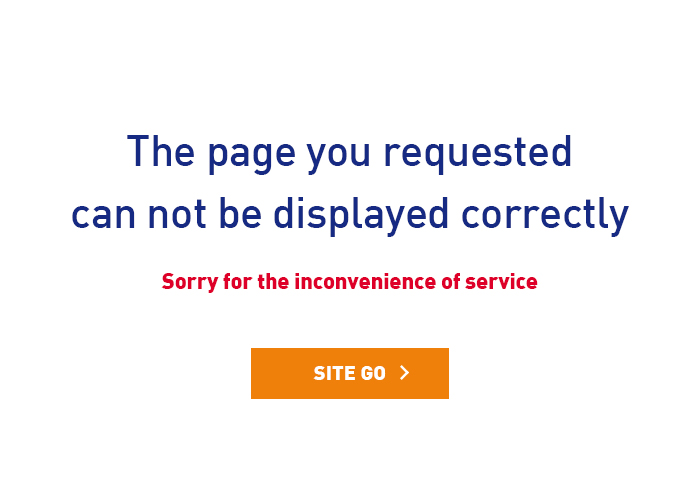 The page you requested
can not be displayed correctly
Sorry for the inconvenience of service
SITE GO